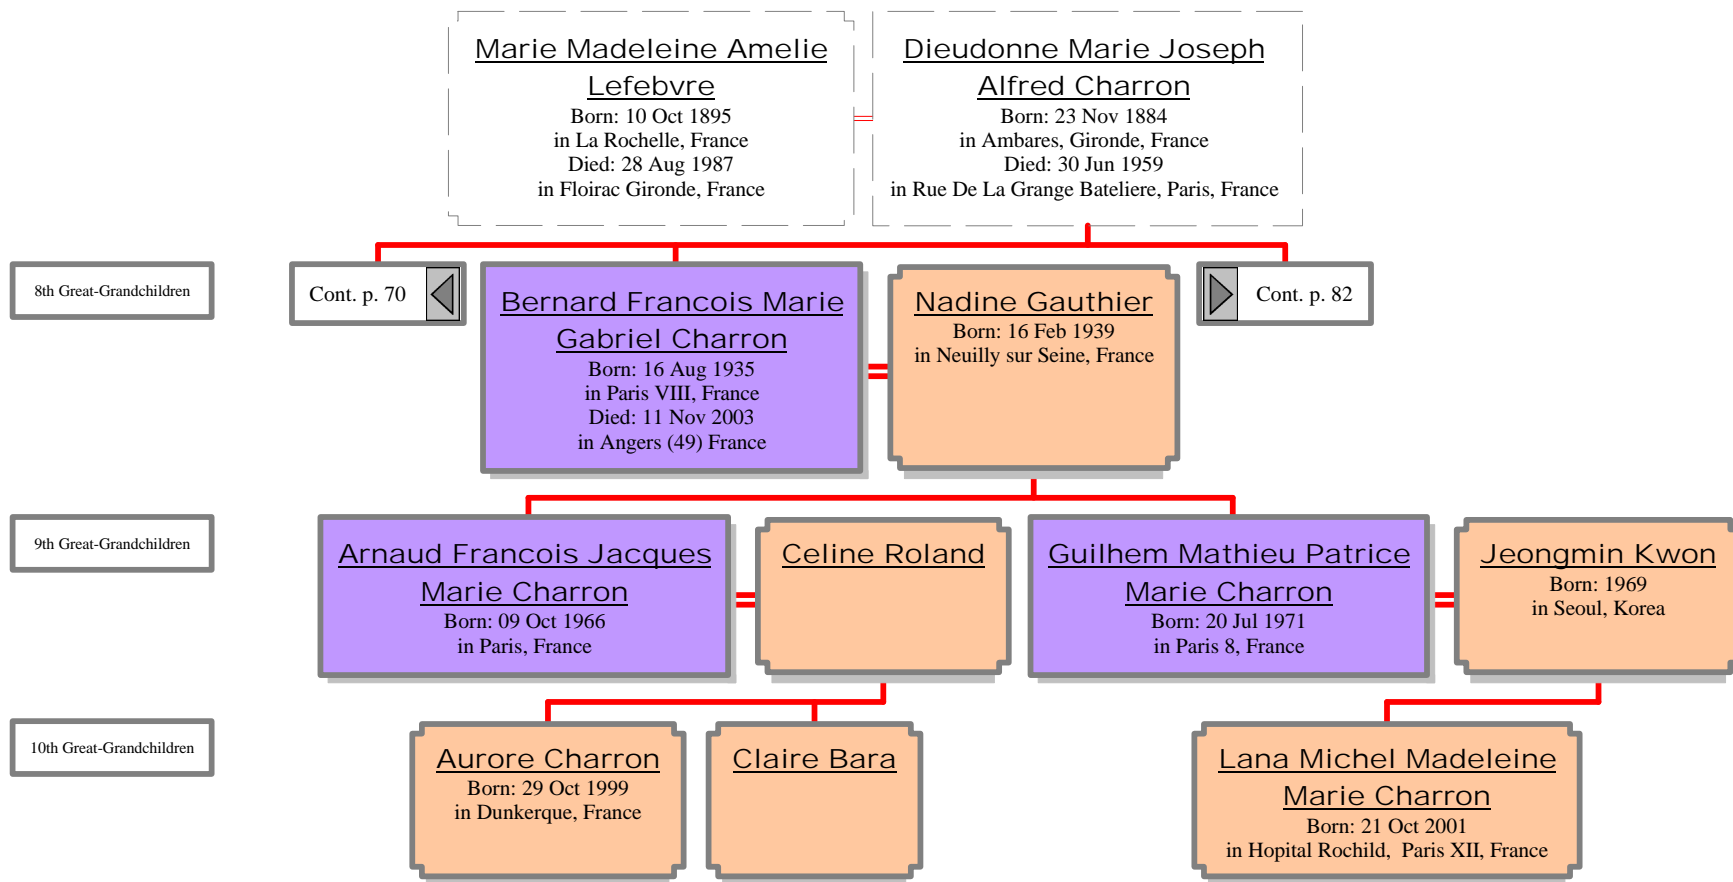 Marie Madeleine Amelie
Lefebvre
Born: 10 Oct 1895
in La Rochelle, France
Died: 28 Aug 1987
in Floirac Gironde, France
Dieudonne Marie Joseph
Alfred Charron
Born: 23 Nov 1884
in Ambares, Gironde, France
Died: 30 Jun 1959
in Rue De La Grange Bateliere, Paris, France
8th Great-Grandchildren
Cont. p. 70
Bernard Francois Marie
Gabriel Charron
Born: 16 Aug 1935
in Paris VIII, France
Died: 11 Nov 2003
in Angers (49) France
Nadine Gauthier
Born: 16 Feb 1939
in Neuilly sur Seine, France
Cont. p. 82
9th Great-Grandchildren
Arnaud Francois Jacques
Marie Charron
Born: 09 Oct 1966
in Paris, France
Celine Roland
Guilhem Mathieu Patrice
Marie Charron
Born: 20 Jul 1971
in Paris 8, France
Jeongmin Kwon
Born: 1969
in Seoul, Korea
10th Great-Grandchildren
Aurore Charron
Born: 29 Oct 1999
in Dunkerque, France
Claire Bara
Lana Michel Madeleine
Marie Charron
Born: 21 Oct 2001
in Hopital Rochild, Paris XII, France